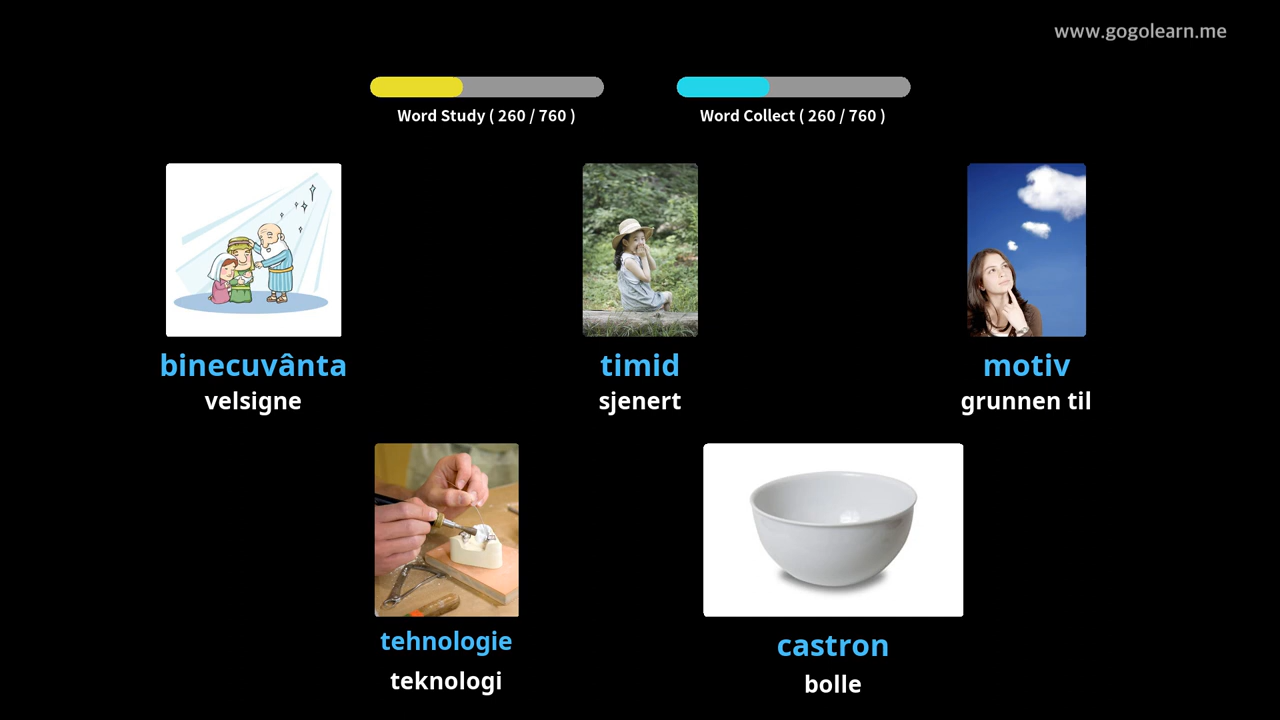 www.gogolearn.me
Word Study ( 260 / 760 )
Word Collect ( 260 / 760 )
binecuvânta
velsigne
timid
sjenert
motiv
grunnen til
tehnologie
teknologi
castron
bolle